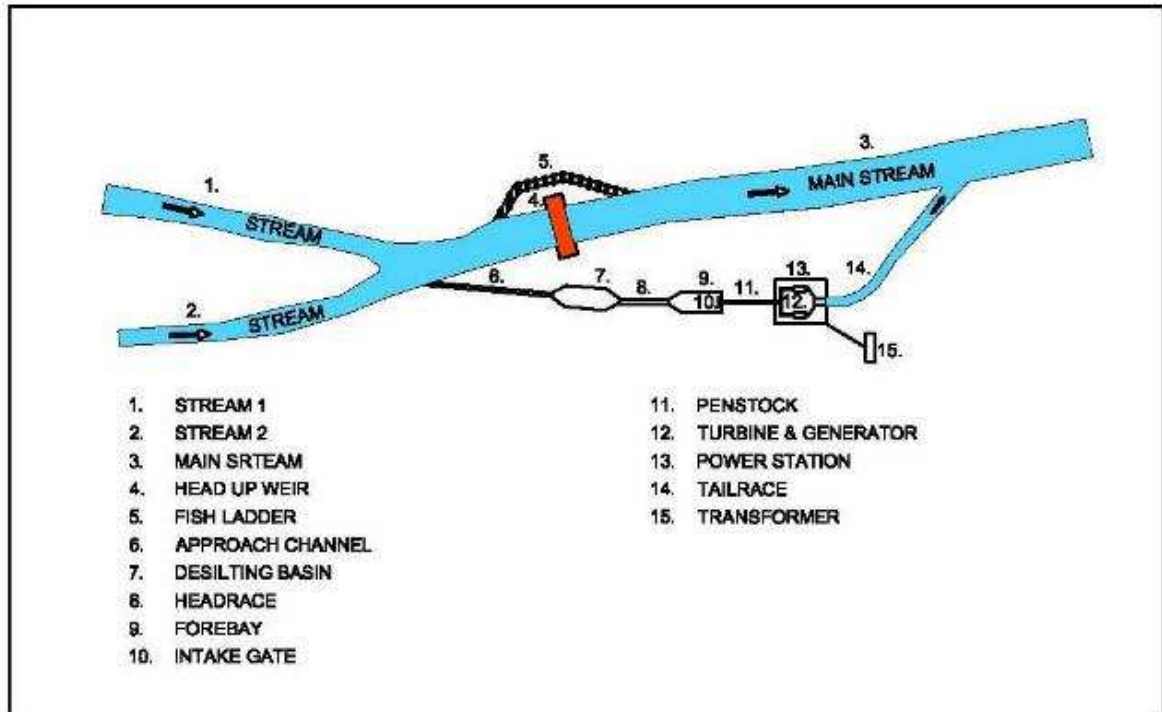 5.
3.
MAIN STREAM
1.
4.
STREAM
13.
14.
6.
7.
8.
9.
10.
11.
12.
2.
STREAM
15.
1. STREAM 1
2. STREAM 2
3. MAIN SRTEAM
4. HEAD UP WEIR
5. FISH LADDER
6. APPROACH CHANNEL
7. DESILTING BASIN
8. HEADRACE
9. FOREBAY
10. INTAKE GATE
11. PENSTOCK
12. TURBINE & GENERATOR
13. POWER STATION
14. TAILRACE
15. TRANSFORMER